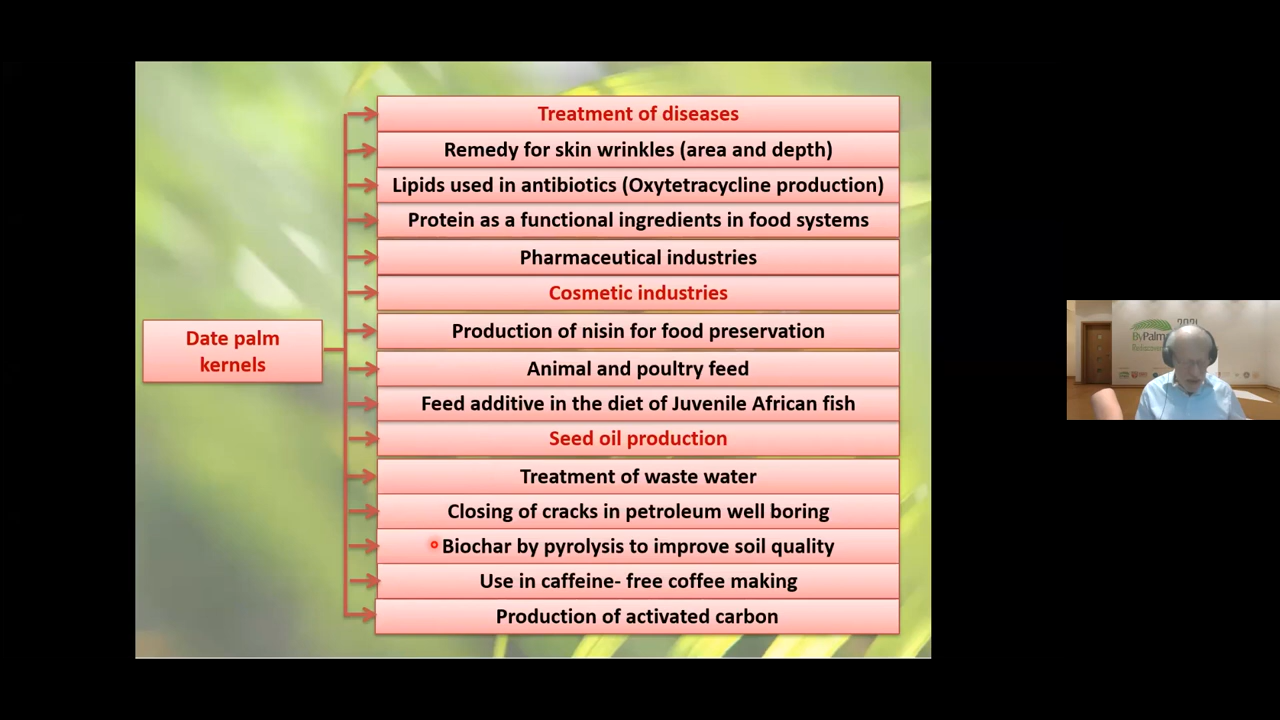 Treatment of diseases
Remedy for skin wrinkles (area and depth)
Lipids used in antibiotics (Oxytetracycline production)
Protein as a functional ingredients in food systems
Pharmaceutical industries
Cosmetic industries
Date palm
kernels
Production of nisin for food preservation
Animal and poultry feed
Feed additive in the diet of Juvenile African fish
Seed oil production
Treatment of waste water
Closing of cracks in petroleum well boring
Biochar by pyrolysis to improve soil quality
Use in caffeine- free coffee making
Production of activated carbon
2021
ByPalma